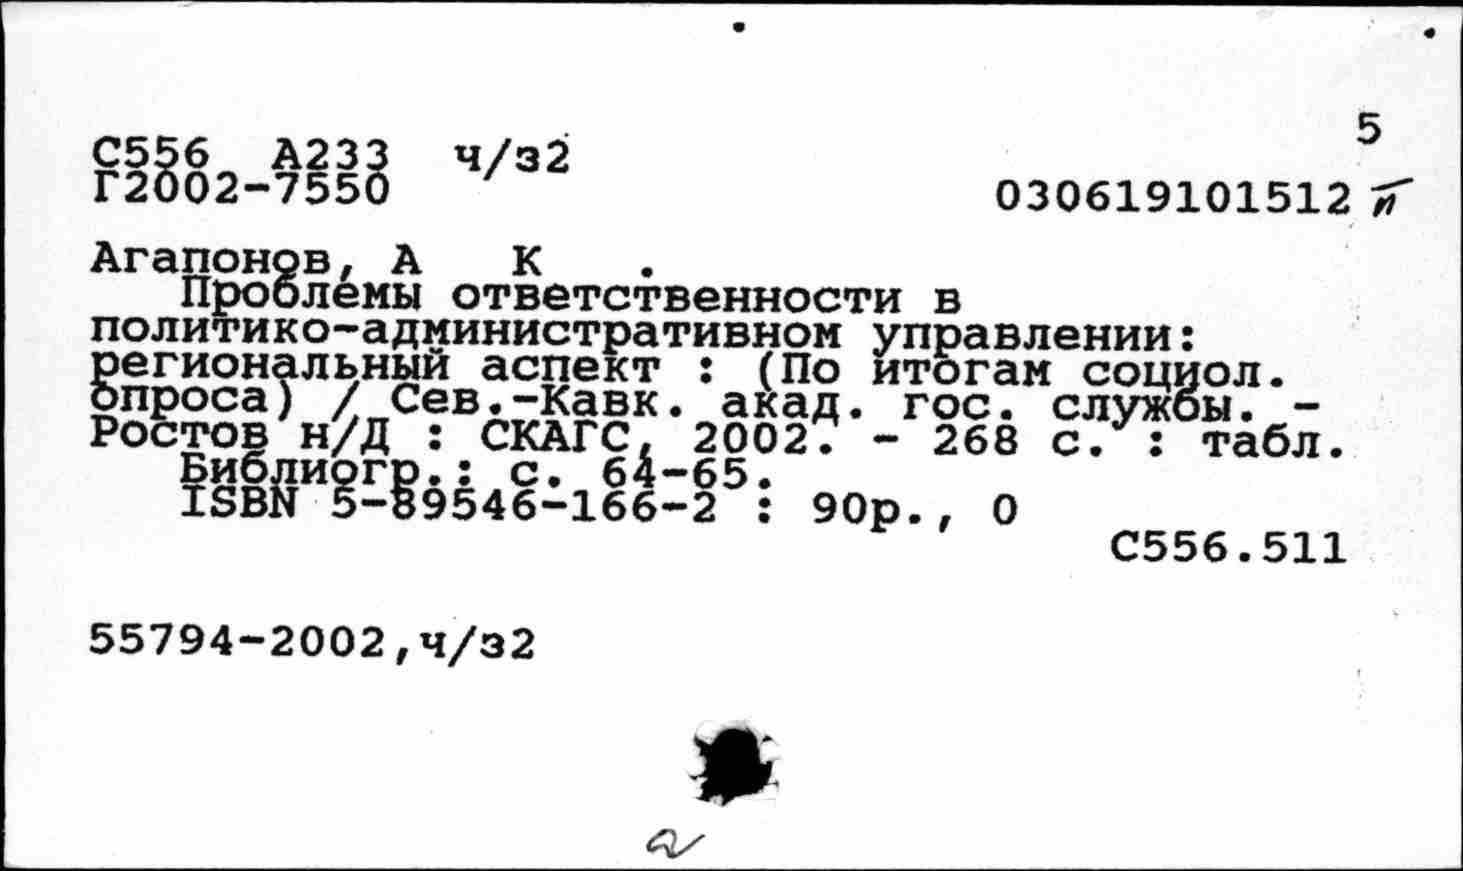 5
С556 А233 ч/з2
Г2002-7550
030619101512 и
Агапонов, А К .
Проблемы ответственности в
политико-административном управлении:
региональный аспект : (По итогам социол.
опроса) / Сев.-Кавк. акад. гос. службы. -
Ростов н/Д : СКАГС, 2002. - 268 с. : табл.
Библиогр.: с. 64-65.
ISBN 5-89546-166-2 : 90р., 0
С556.511
55794-2002,ч/з2